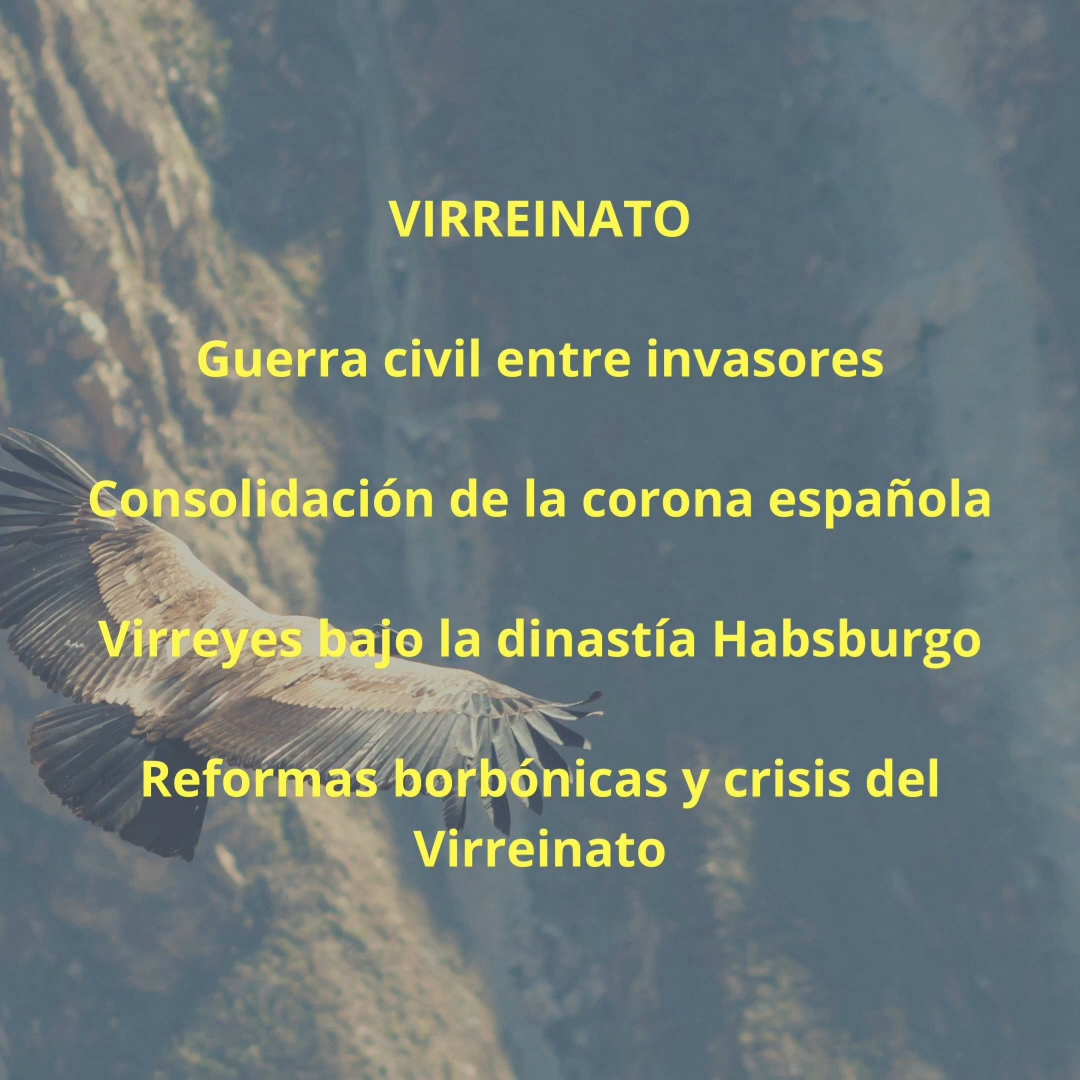 VIRREINATO
Guerra civil entre invasores
Consolidación de la corona española
Virreyes bajo la dinastía Habsburgo
Reformas borbónicas y crisis del
Virreinato